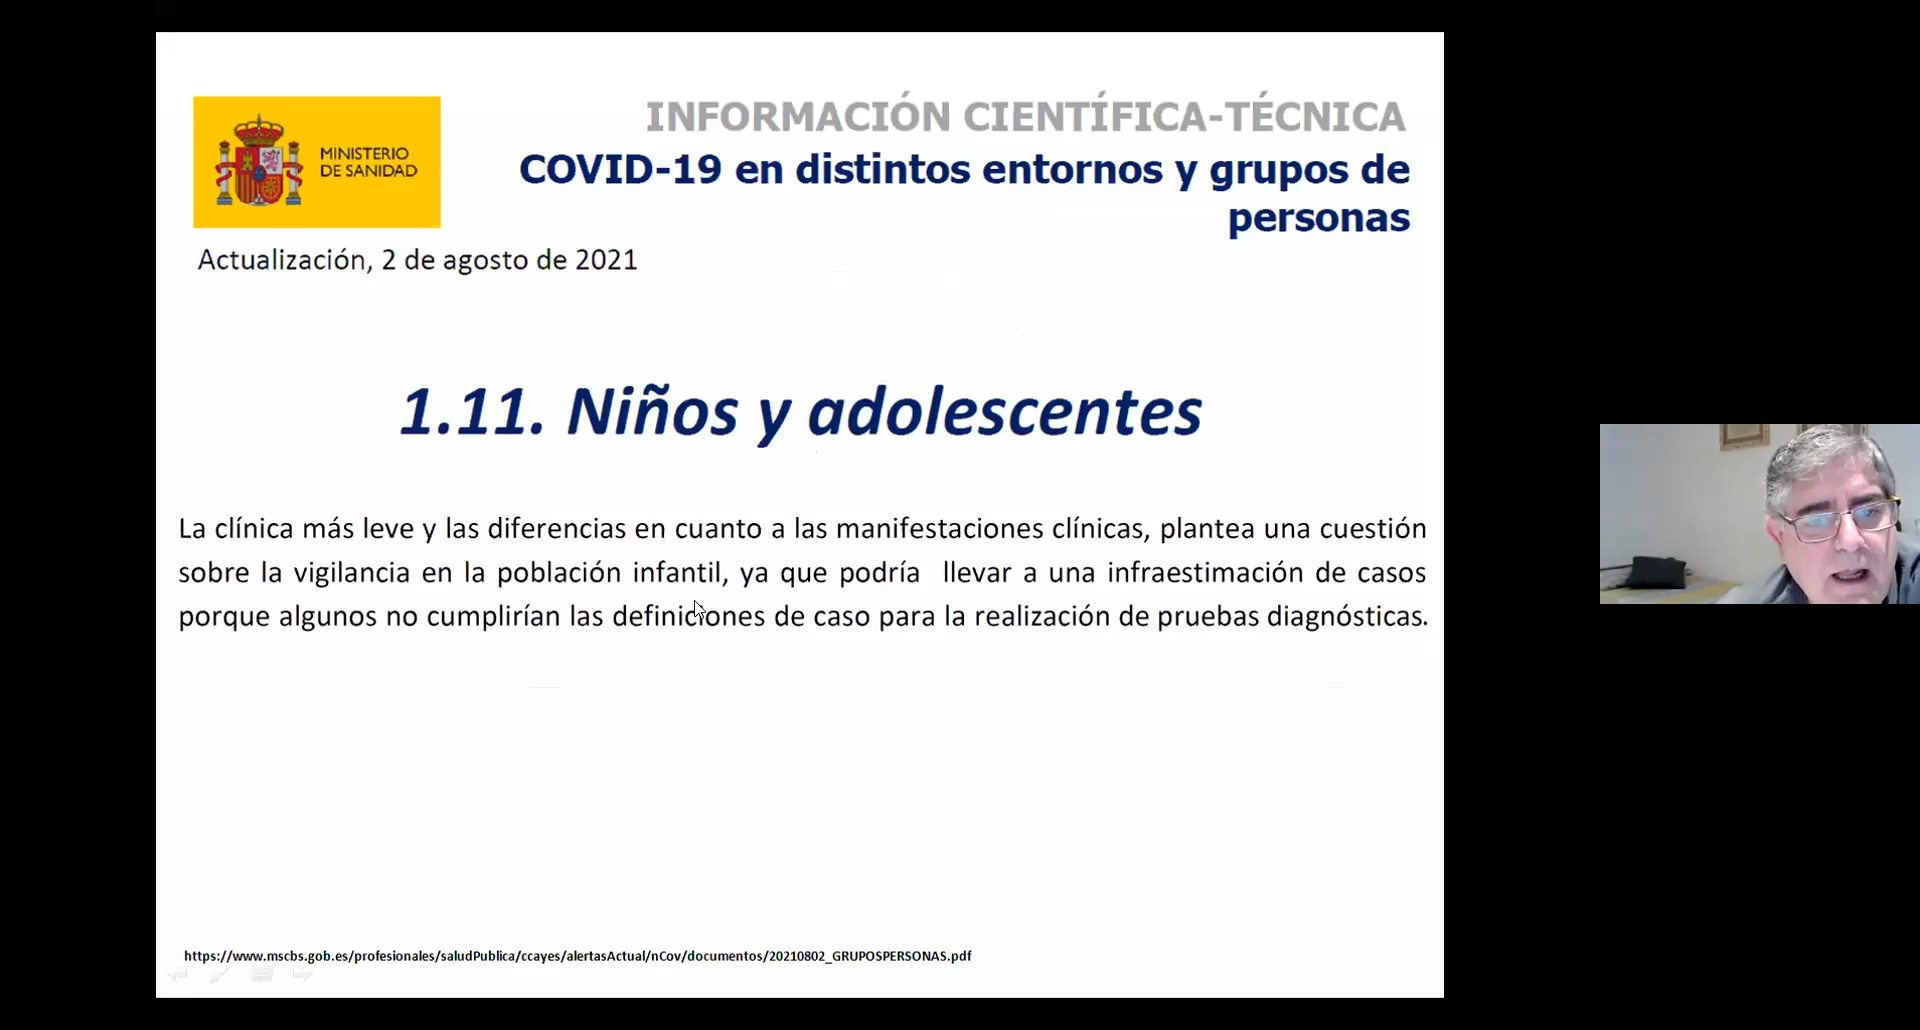 MINISTERIO
DE SANIDAD
INFORMACIÓN CIENTÍFICA-TÉCNICA
COVID-19 en distintos entornos y grupos de
personas
Actualización, 2 de agosto de 2021
1.11. Niños y adolescentes
La clínica más leve y las diferencias en cuanto a las manifestaciones clínicas, plantea una cuestión
sobre la vigilancia en la población infantil, ya que podría llevar a una infraestimación de casos
porque algunos no cumplirían las definiciones de caso para la realización de pruebas diagnósticas.
https://www.mscbs.gob.es/profesionales/saludPublica/ccayes/alertasActual/nCov/documentos/20210802_GRUPOSPERSONAS.pdf